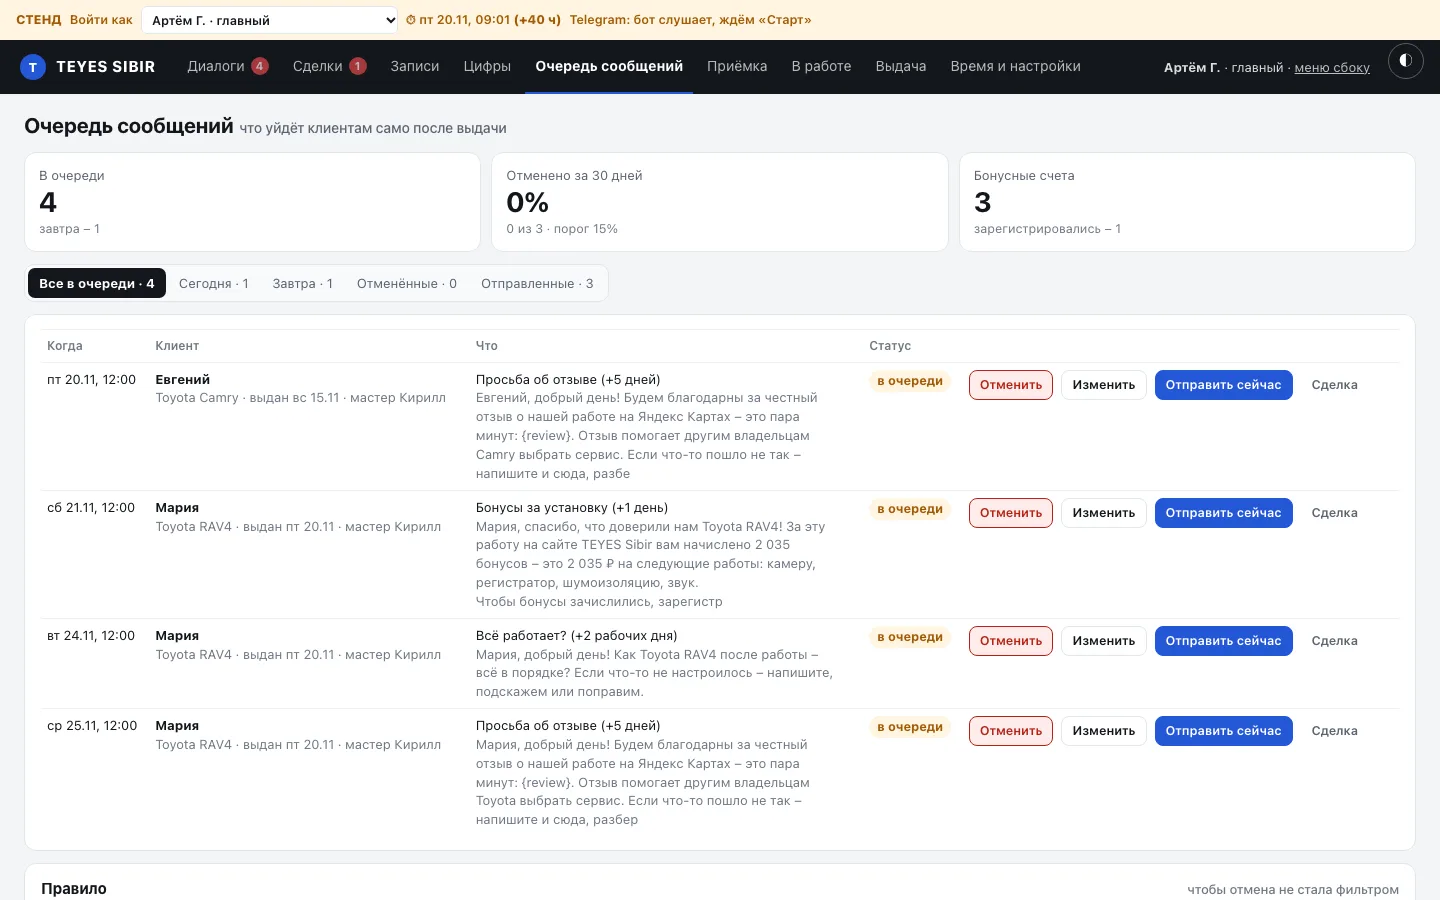 СТЕНД Войти как Артём Г. · главный ⏱ пт 20.11, 09:01 (+40 ч) Telegram: бот слушает, ждём «Старт»
T TEYES SIBIR Диалоги 4 Сделки 1 Записи Цифры Очередь сообщений Приёмка В работе Выдача Время и настройки Артём Г. · главный · меню сбоку
Очередь сообщений что уйдёт клиентам само после выдачи
В очереди
4
завтра – 1
Отменено за 30 дней
0%
0 из 3 · порог 15%
Бонусные счета
3
зарегистрировались – 1
Все в очереди · 4 Сегодня · 1 Завтра · 1 Отменённые · 0 Отправленные · 3
Когда Клиент Что Статус
пт 20.11, 12:00 Евгений
Toyota Camry · выдан вс 15.11 · мастер Кирилл
Просьба об отзыве (+5 дней)
Евгений, добрый день! Будем благодарны за честный
отзыв о нашей работе на Яндекс Картах – это пара
минут: {review}. Отзыв помогает другим владельцам
Camry выбрать сервис. Если что-то пошло не так –
напишите и сюда, разбе
в очереди Отменить Изменить Отправить сейчас Сделка
сб 21.11, 12:00 Мария
Toyota RAV4 · выдан пт 20.11 · мастер Кирилл
Бонусы за установку (+1 день)
Мария, спасибо, что доверили нам Toyota RAV4! За эту
работу на сайте TEYES Sibir вам начислено 2 035
бонусов – это 2 035 ₽ на следующие работы: камеру,
регистратор, шумоизоляцию, звук.
Чтобы бонусы зачислились, зарегистр
в очереди Отменить Изменить Отправить сейчас Сделка
вт 24.11, 12:00 Мария
Toyota RAV4 · выдан пт 20.11 · мастер Кирилл
Всё работает? (+2 рабочих дня)
Мария, добрый день! Как Toyota RAV4 после работы –
всё в порядке? Если что-то не настроилось – напишите,
подскажем или поправим.
в очереди Отменить Изменить Отправить сейчас Сделка
ср 25.11, 12:00 Мария
Toyota RAV4 · выдан пт 20.11 · мастер Кирилл
Просьба об отзыве (+5 дней)
Мария, добрый день! Будем благодарны за честный
отзыв о нашей работе на Яндекс Картах – это пара
минут: {review}. Отзыв помогает другим владельцам
Toyota выбрать сервис. Если что-то пошло не так –
напишите и сюда, разбер
в очереди Отменить Изменить Отправить сейчас Сделка
Правило чтобы отмена не стала фильтром